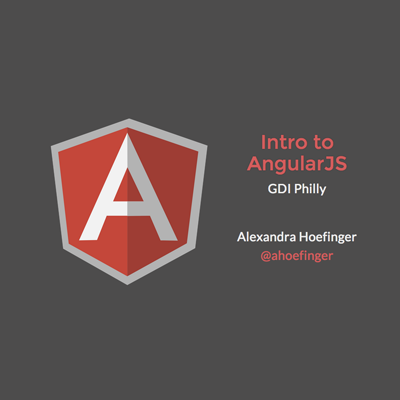 A
Intro to
AngularJS
GDI Philly
Alexandra Hoefinger
@ahoefinger